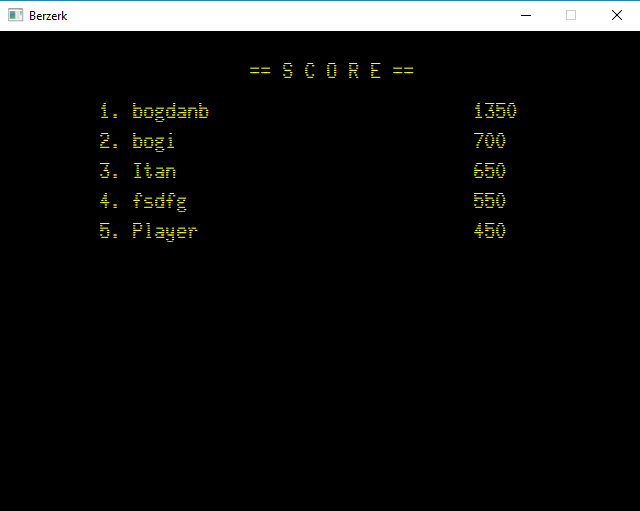 Berzerk
== S C O R E ==
1. bogdanb 1350
2. bogi 700
3. Itan 650
4. fsdfg 550
5. Player 450